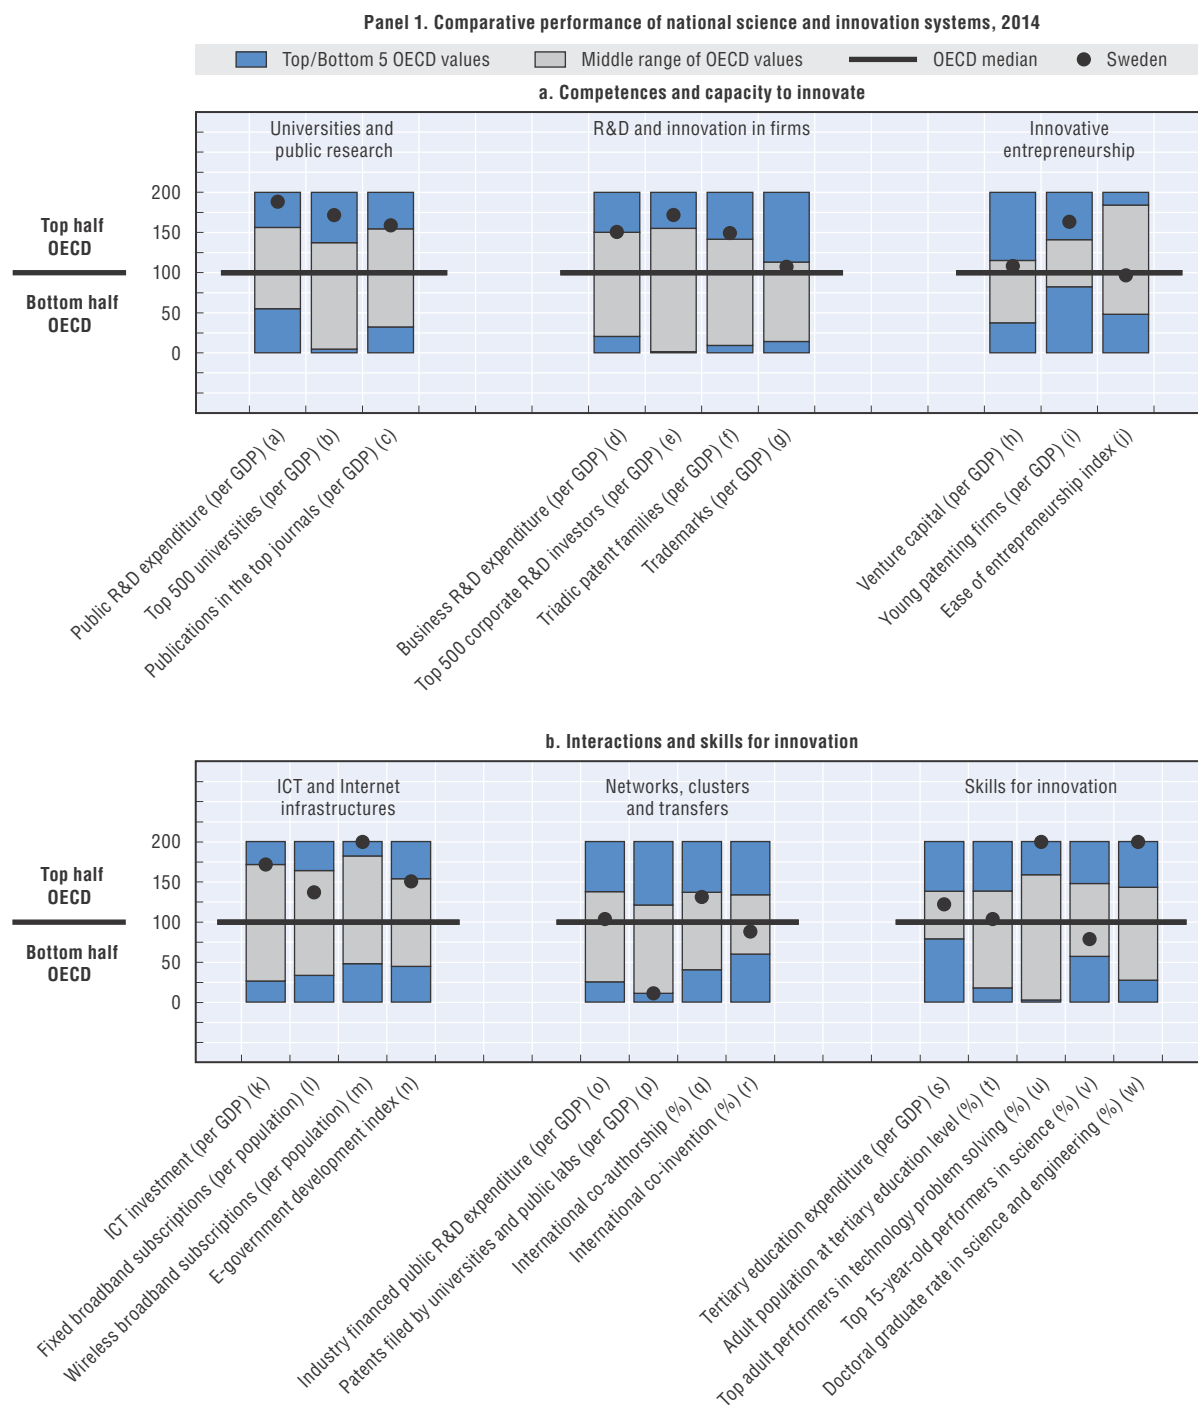 Panel 1. Comparative performance of national science and innovation systems, 2014
Top/Bottom 5 OECD values
Middle range of OECD values
OECD median
Sweden
a. Competences and capacity to innovate
Universities and
public research
R&D and innovation in firms
Innovative
entrepreneurship
200
150
100
50
0
Top half
OECD
Bottom half
OECD
Public R&D expenditure (per GDP) (a)
Top 500 universities (per GDP) (b)
Publications in the top journals (per GDP) (c)
Business R&D expenditure (per GDP) (d)
Top 500 corporate R&D investors (per GDP) (e)
Triadic patent families (per GDP) (f)
Trademarks (per GDP) (g)
Venture capital (per GDP) (h)
Young patenting firms (per GDP) (i)
Ease of entrepreneurship index (j)
b. Interactions and skills for innovation
ICT and Internet
infrastructures
Networks, clusters
and transfers
Skills for innovation
200
150
100
50
0
Top half
OECD
Bottom half
OECD
ICT investment (per GDP) (k)
Fixed broadband subscriptions (per population) (l)
Wireless broadband subscriptions (per population) (m)
E-government development index (n)
Industry financed public R&D expenditure (per GDP) (o)
Patents filed by universities and public labs (per GDP) (p)
International co-authorship (%) (q)
International co-invention (%) (r)
Tertiary education expenditure (per GDP) (s)
Adult population at tertiary education level (%) (t)
Top adult performers in technology problem solving (%) (u)
Top 15-year-old performers in science (%) (v)
Doctoral graduate rate in science and engineering (%) (w)